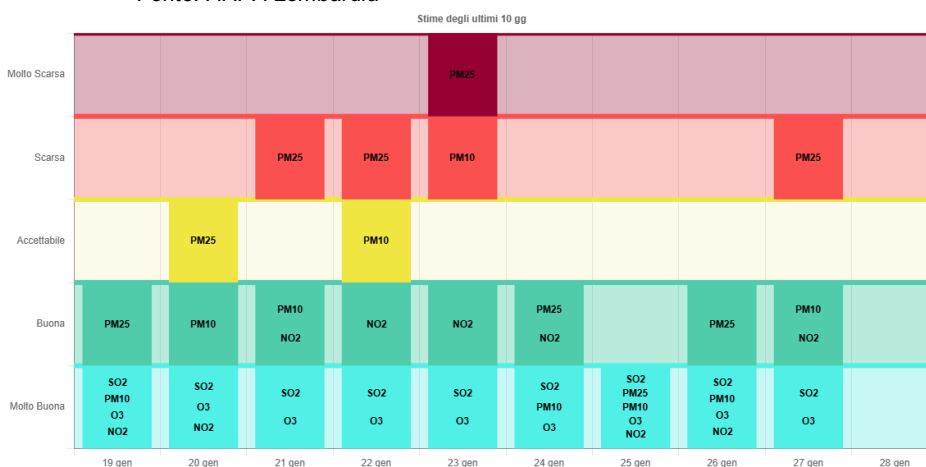 Stime degli ultimi 10 gg
Molto Scarsa
PM25
Scarsa
PM25
PM25
PM10
PM25
Accettabile
PM25
PM10
Buona
PM25
PM10
PM10
NO2
NO2
NO2
PM25
NO2
PM25
PM10
NO2
Molto Buona
SO2
PM10
O3
NO2
SO2
O3
NO2
SO2
O3
SO2
O3
SO2
O3
SO2
PM10
O3
SO2
PM25
PM10
O3
NO2
SO2
PM10
O3
NO2
SO2
O3
19 gen
20 gen
21 gen
22 gen
23 gen
24 gen
25 gen
26 gen
27 gen
28 gen